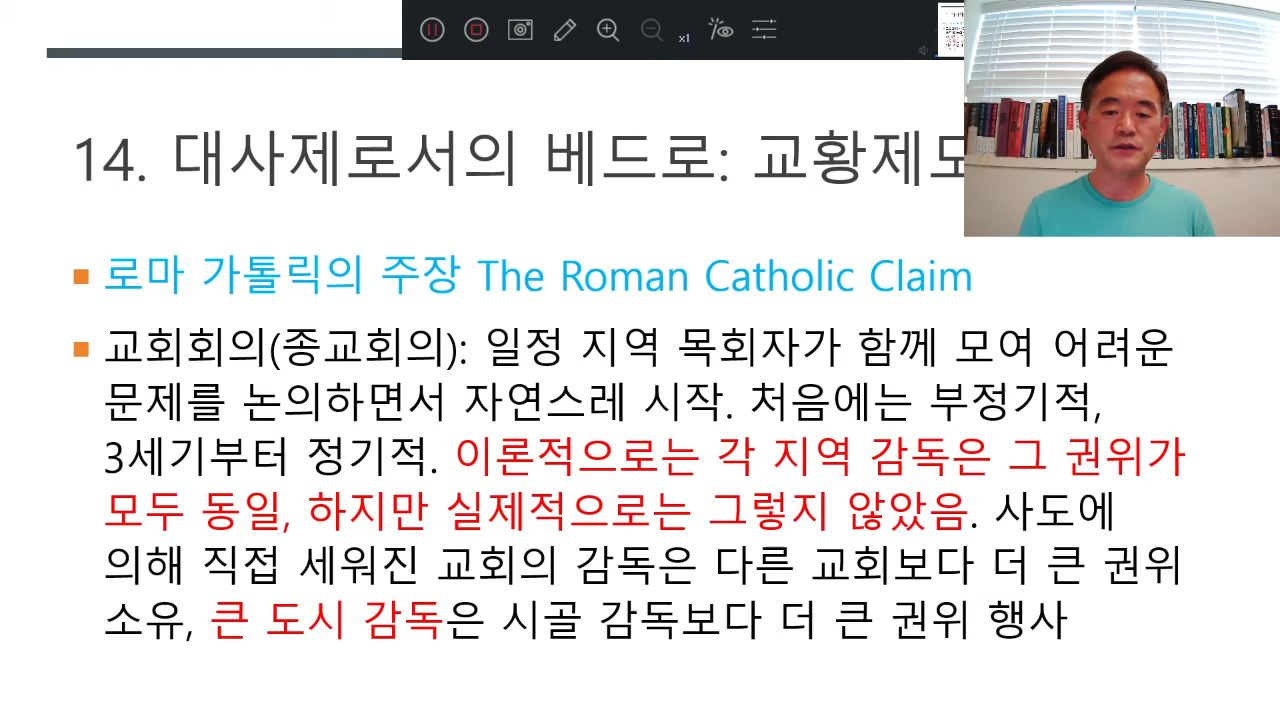 x1
14. 대사제로서의 베드로: 교황제도
로마 가톨릭의 주장 The Roman Catholic Claim
교회회의(종교회의): 일정 지역 목회자가 함께 모여 어려운
문제를 논의하면서 자연스레 시작. 처음에는 부정기적,
3세기부터 정기적. 이론적으로는 각 지역 감독은 그 권위가
모두 동일, 하지만 실제적으로는 그렇지 않았음. 사도에
의해 직접 세워진 교회의 감독은 다른 교회보다 더 큰 권위
소유, 큰 도시 감독은 시골 감독보다 더 큰 권위 행사